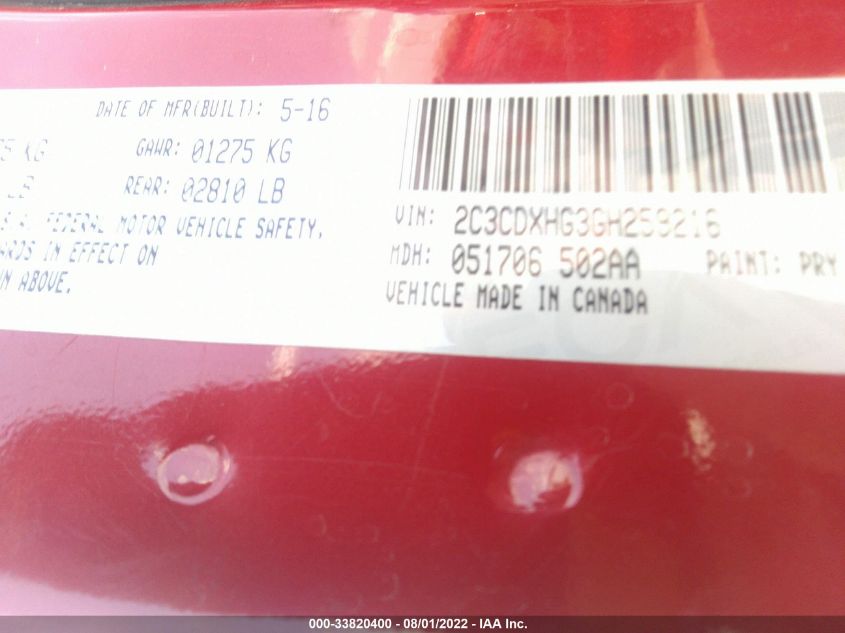 DATE OF MFR(BUILT): 5-16
KG GAWR: 01275 KG
LB REAR: 02810 LB
FEDERAL MOTOR VEHICLE SAFETY.
IN EFFECT ON
ABOVE.
VIN: 2C3CDXHG3GH259216
MDH: 051706 502AA PAINT: PRY
VEHICLE MADE IN CANADA
000-33820400 - 08/01/2022 - IAA Inc.